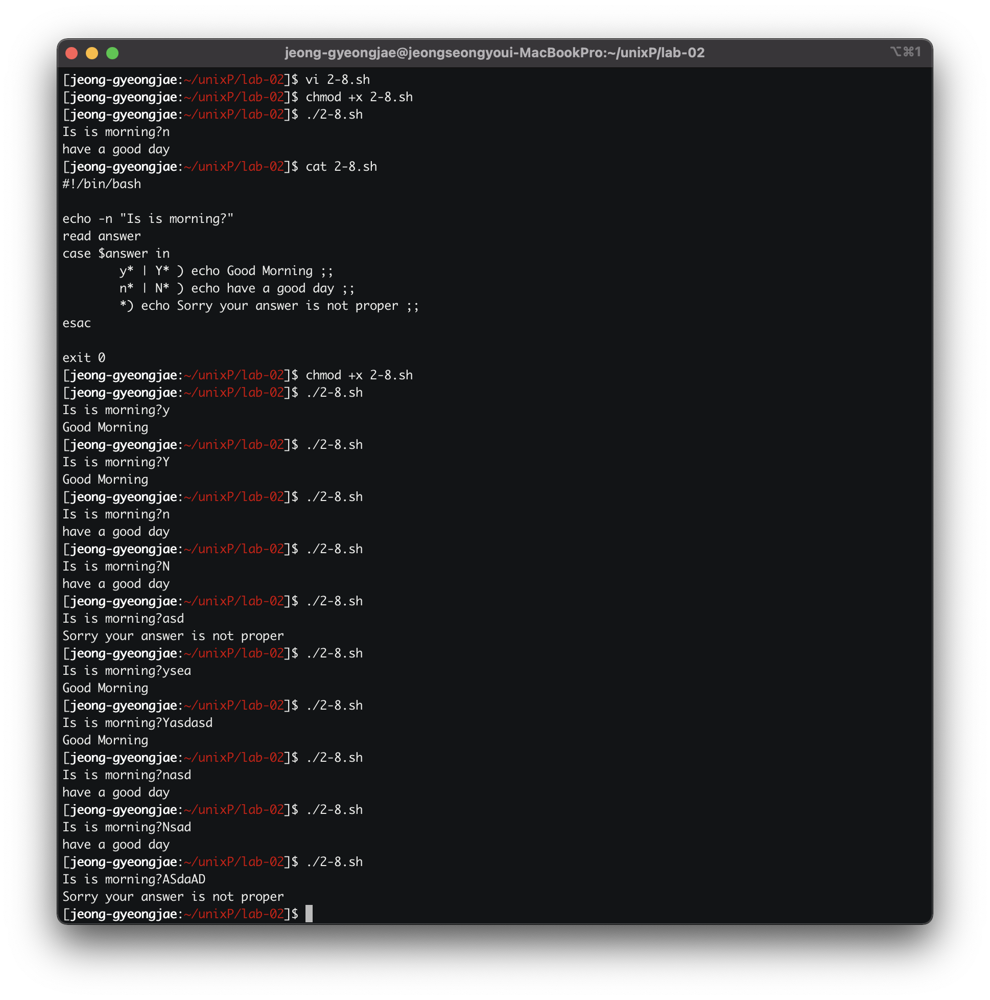 jeong-gyeongjae@jeongseongyoui-MacBookPro:~/unixP/lab-02 ⌥⌘1
[jeong-gyeongjae:~/unixP/lab-02]$ vi 2-8.sh
[jeong-gyeongjae:~/unixP/lab-02]$ chmod +x 2-8.sh
[jeong-gyeongjae:~/unixP/lab-02]$ ./2-8.sh
Is is morning?n
have a good day
[jeong-gyeongjae:~/unixP/lab-02]$ cat 2-8.sh
#!/bin/bash

echo -n "Is is morning?"
read answer
case $answer in
        y* | Y* ) echo Good Morning ;;
        n* | N* ) echo have a good day ;;
        *) echo Sorry your answer is not proper ;;
esac

exit 0
[jeong-gyeongjae:~/unixP/lab-02]$ chmod +x 2-8.sh
[jeong-gyeongjae:~/unixP/lab-02]$ ./2-8.sh
Is is morning?y
Good Morning
[jeong-gyeongjae:~/unixP/lab-02]$ ./2-8.sh
Is is morning?Y
Good Morning
[jeong-gyeongjae:~/unixP/lab-02]$ ./2-8.sh
Is is morning?n
have a good day
[jeong-gyeongjae:~/unixP/lab-02]$ ./2-8.sh
Is is morning?N
have a good day
[jeong-gyeongjae:~/unixP/lab-02]$ ./2-8.sh
Is is morning?asd
Sorry your answer is not proper
[jeong-gyeongjae:~/unixP/lab-02]$ ./2-8.sh
Is is morning?ysea
Good Morning
[jeong-gyeongjae:~/unixP/lab-02]$ ./2-8.sh
Is is morning?Yasdasd
Good Morning
[jeong-gyeongjae:~/unixP/lab-02]$ ./2-8.sh
Is is morning?nasd
have a good day
[jeong-gyeongjae:~/unixP/lab-02]$ ./2-8.sh
Is is morning?Nsad
have a good day
[jeong-gyeongjae:~/unixP/lab-02]$ ./2-8.sh
Is is morning?ASdaAD
Sorry your answer is not proper
[jeong-gyeongjae:~/unixP/lab-02]$